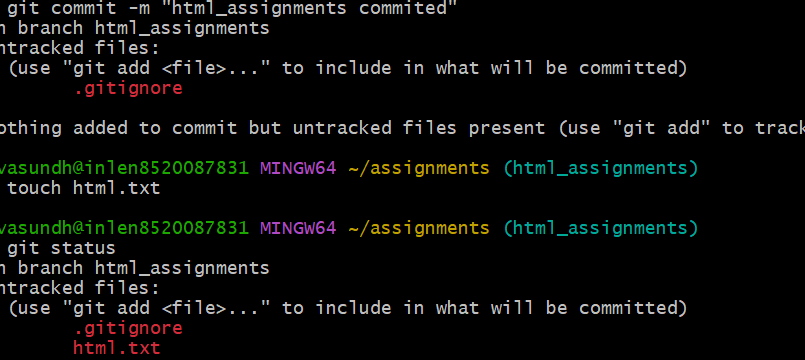 git commit -m "html_assignments commited"
n branch html_assignments
ntracked files:
(use "git add <file>..." to include in what will be committed)
.gitignore
othing added to commit but untracked files present (use "git add" to track
vasundh@inlen8520087831 MINGW64 ~/assignments (html_assignments)
touch html.txt
vasundh@inlen8520087831 MINGW64 ~/assignments (html_assignments)
git status
n branch html_assignments
ntracked files:
(use "git add <file>..." to include in what will be committed)
.gitignore
html.txt